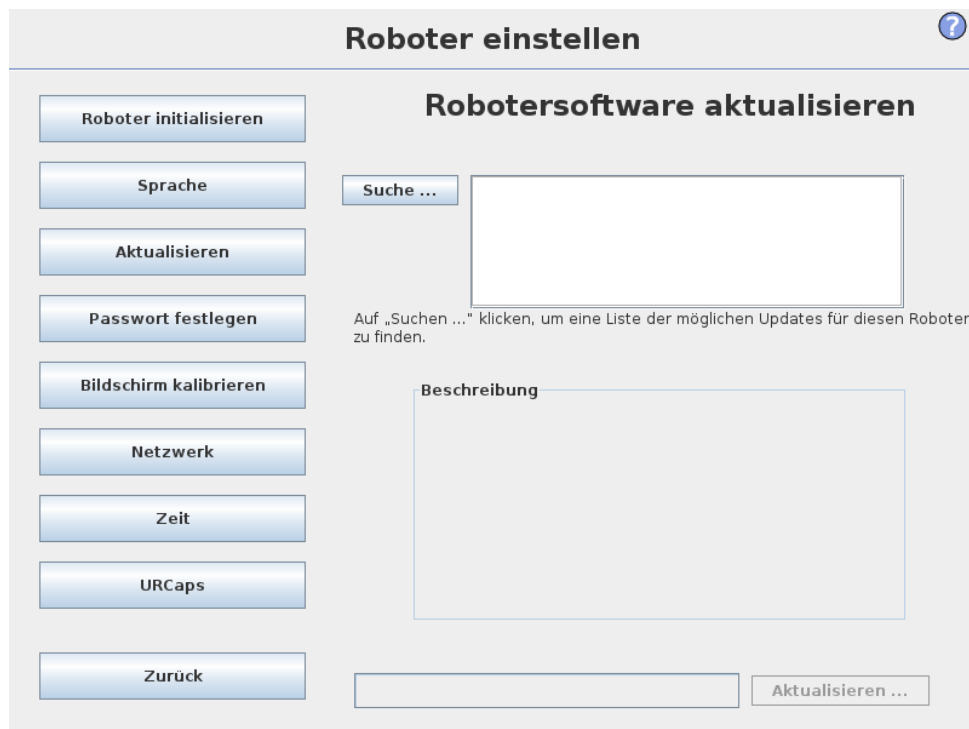 Roboter einstellen
?
Roboter initialisieren
Sprache
Aktualisieren
Passwort festlegen
Bildschirm kalibrieren
Netzwerk
Zeit
URCaps
Zurück
Robotersoftware aktualisieren
Suche ...
Auf „Suchen ..." klicken, um eine Liste der möglichen Updates für diesen Roboter
zu finden.
Beschreibung
Aktualisieren ...